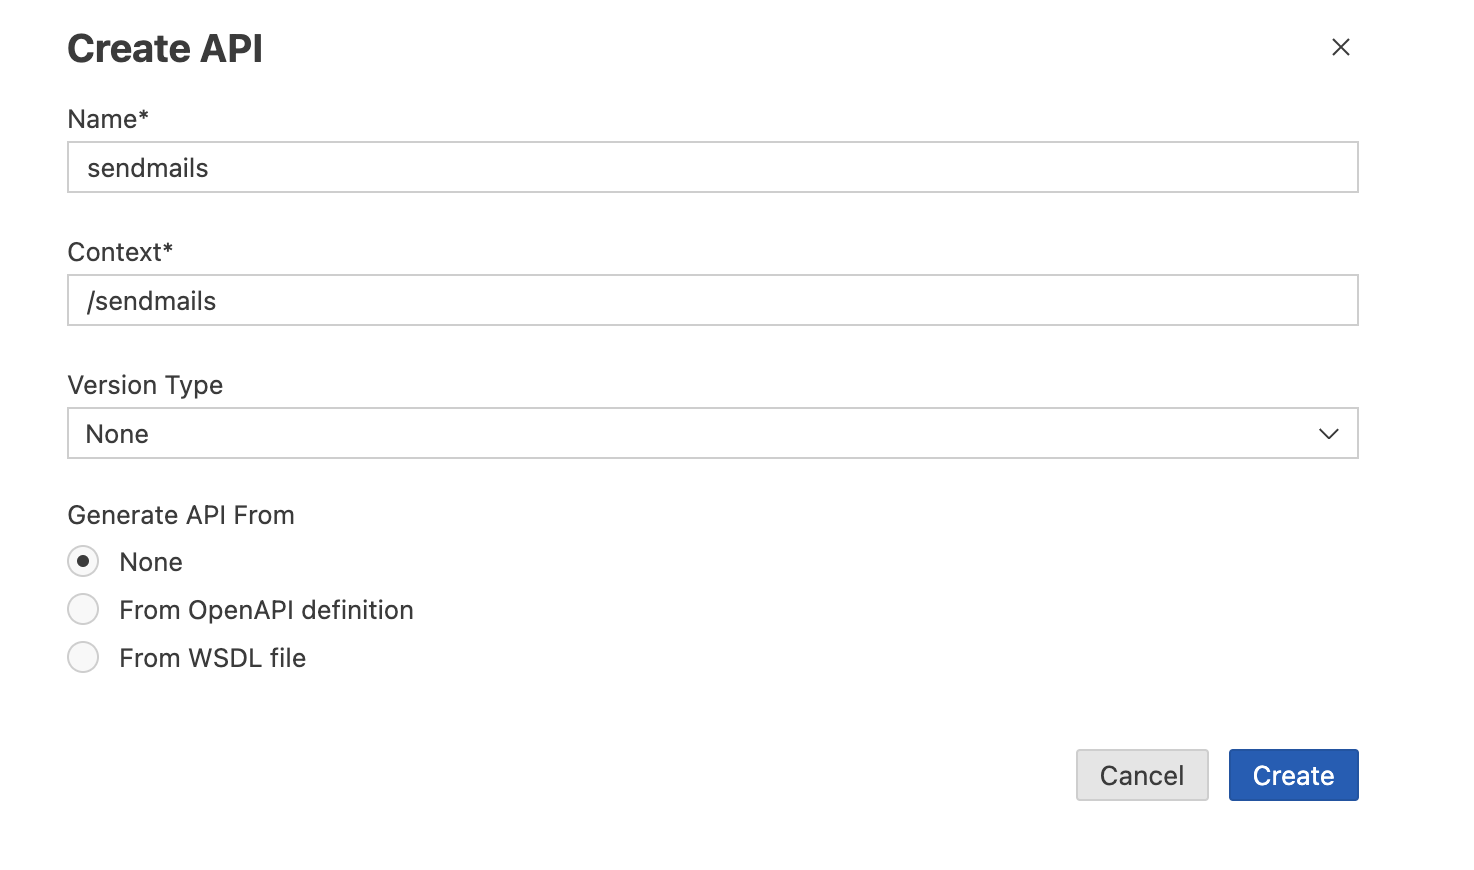 Create API
Name*
sendmails
Context*
/sendmails
Version Type
None
Generate API From
None
From OpenAPI definition
From WSDL file
Cancel
Create